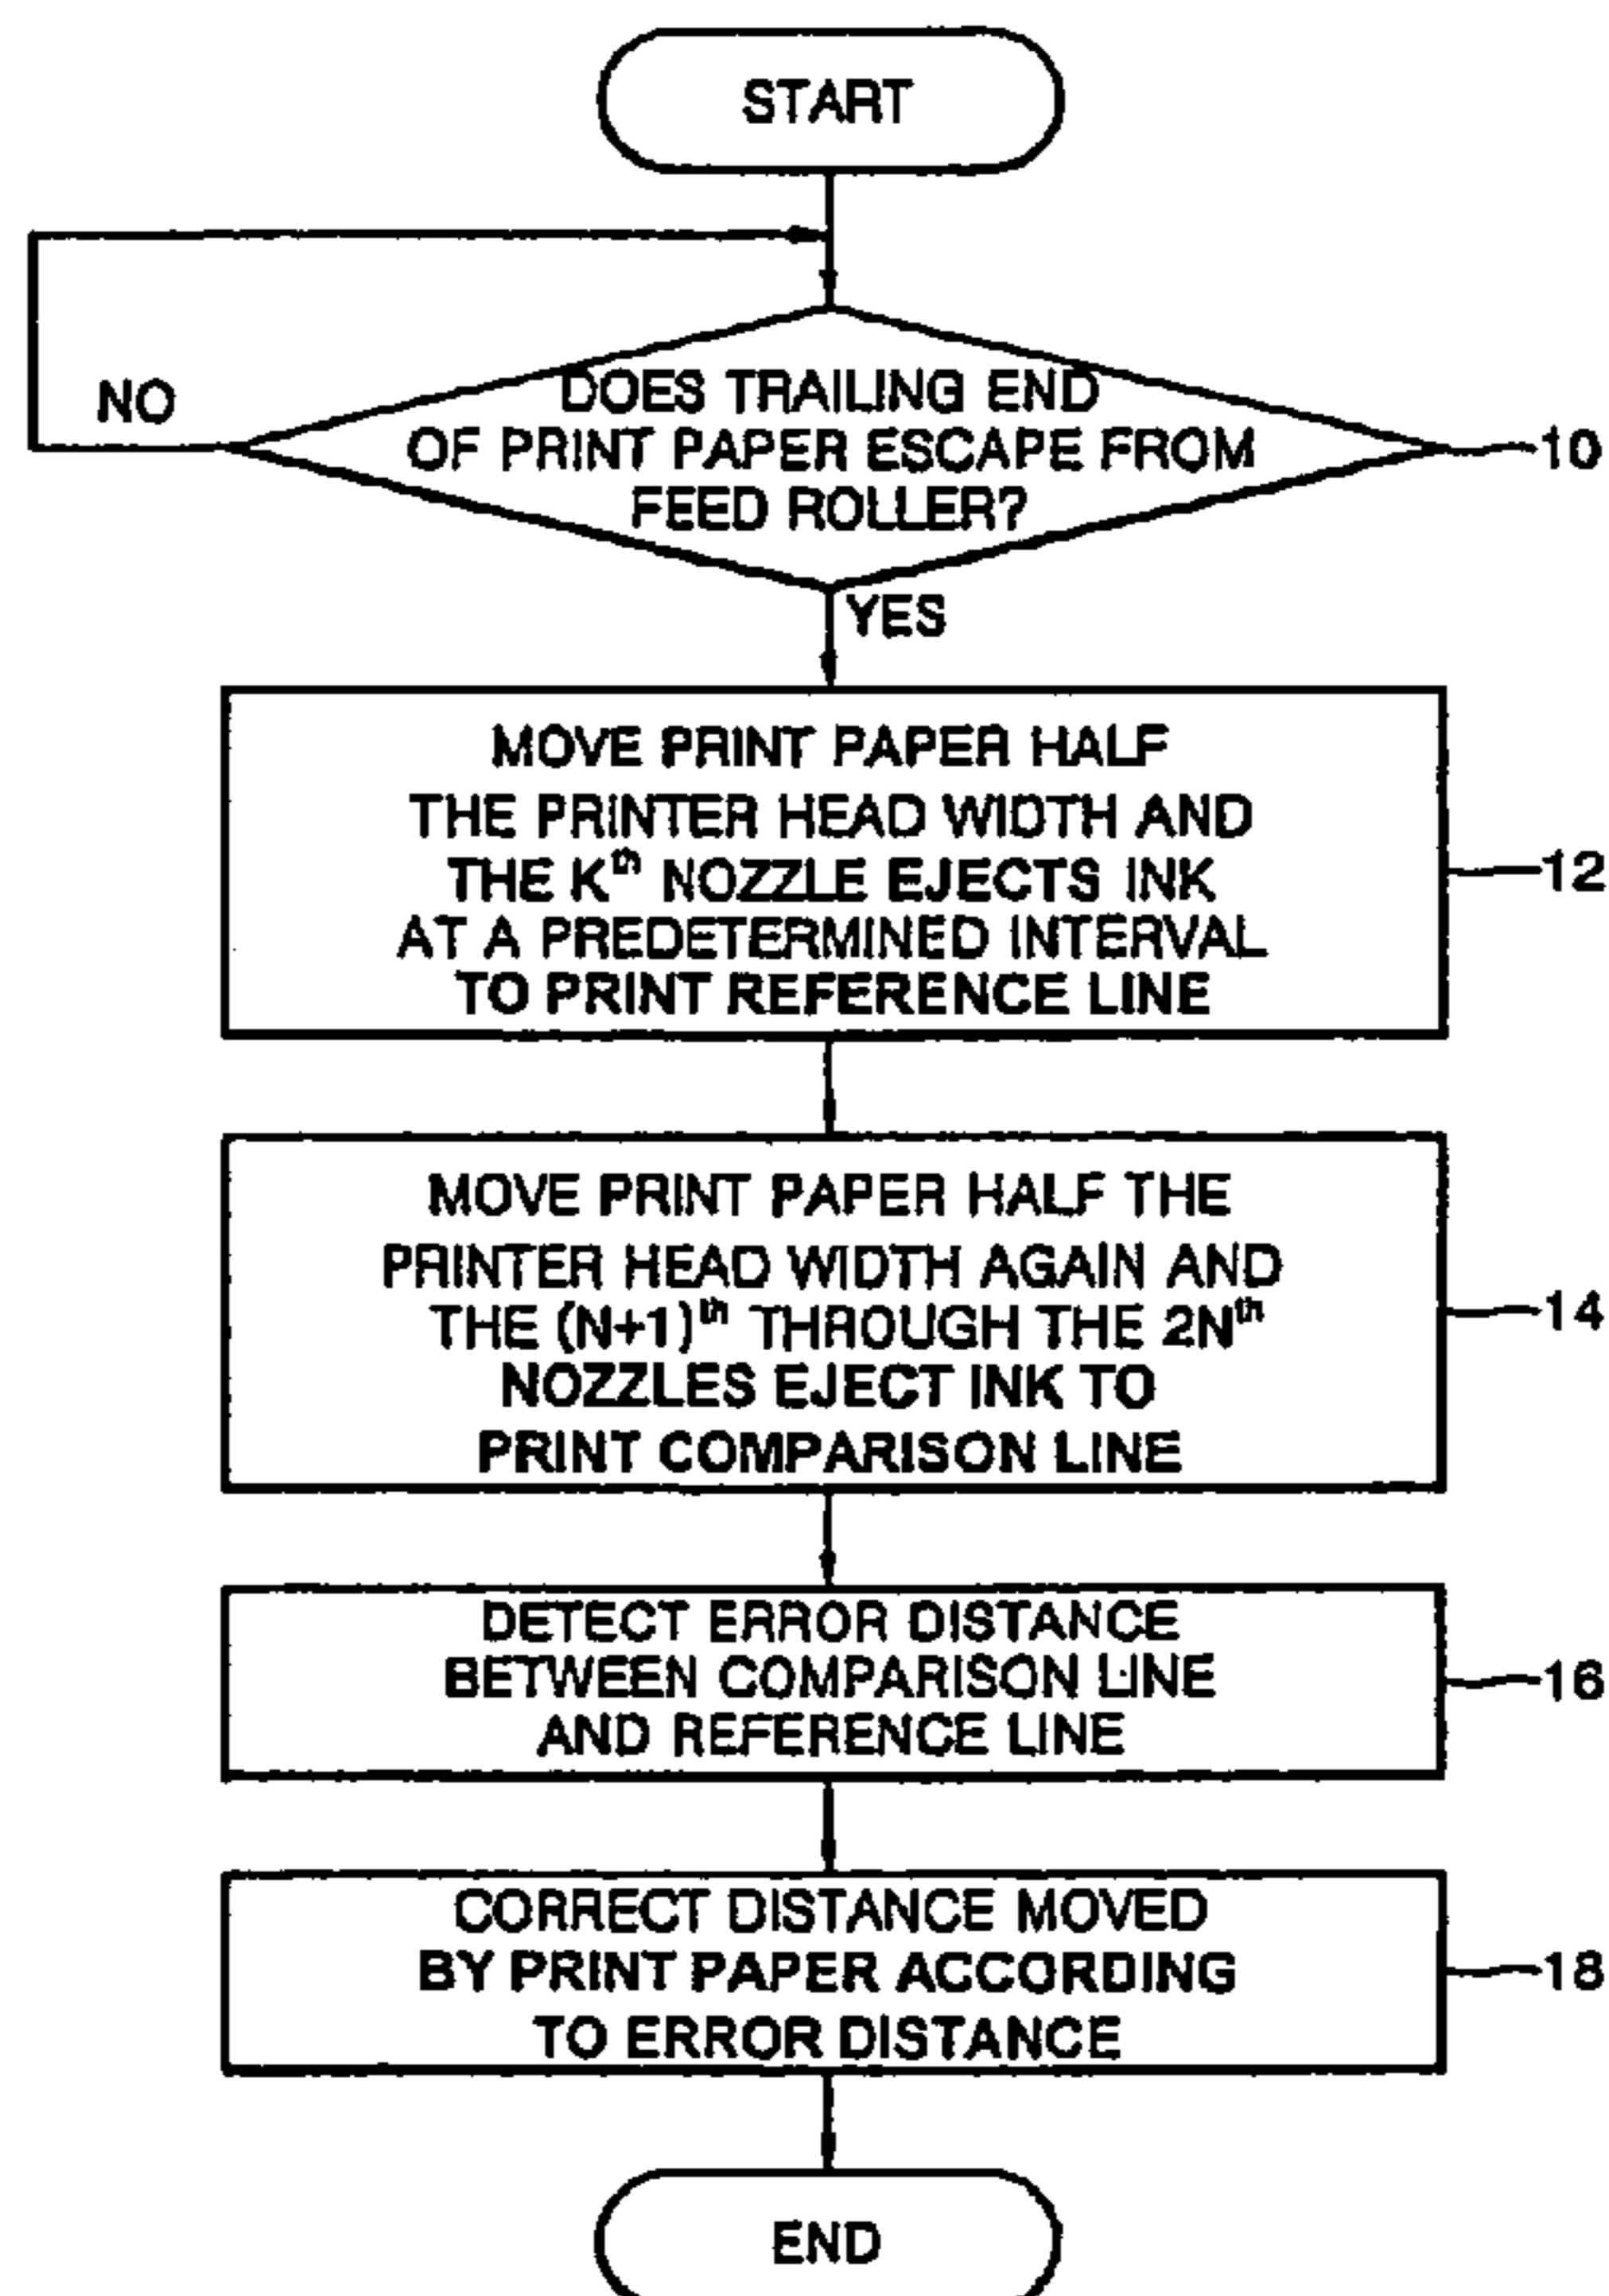 START
NO
DOES TRAILING END
OF PRINT PAPER ESCAPE FROM
FEED ROLLER?
10
YES
MOVE PRINT PAPER HALF
THE PRINTER HEAD WIDTH AND
THE Kth NOZZLE EJECTS INK
AT A PREDETERMINED INTERVAL
TO PRINT REFERENCE LINE
12
MOVE PRINT PAPER HALF THE
PRINTER HEAD WIDTH AGAIN AND
THE (N+1)th THROUGH THE 2Nth
NOZZLES EJECT INK TO
PRINT COMPARISON LINE
14
DETECT ERROR DISTANCE
BETWEEN COMPARISON LINE
AND REFERENCE LINE
16
CORRECT DISTANCE MOVED
BY PRINT PAPER ACCORDING
TO ERROR DISTANCE
18
END